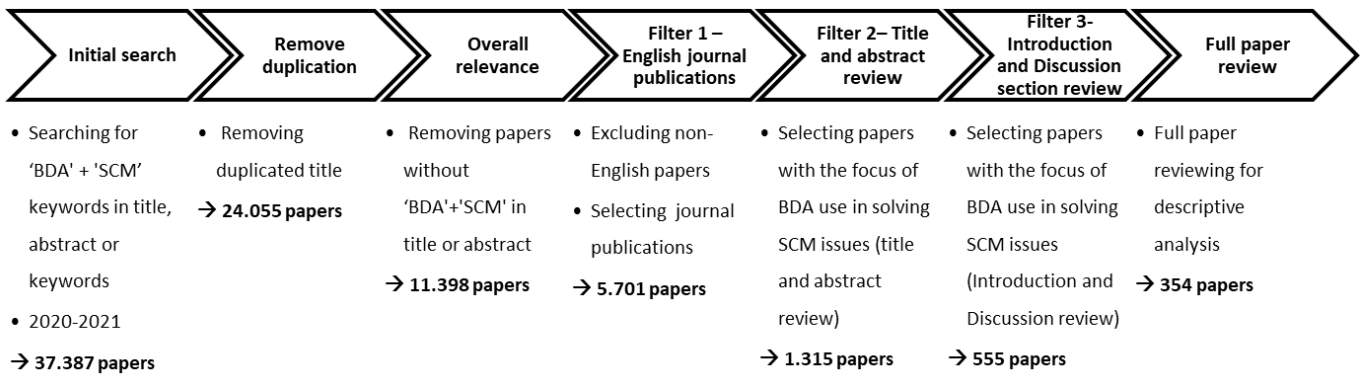 Initial search
Remove
duplication
Overall
relevance
Filter 1 –
English journal
publications
Filter 2– Title
and abstract
review
Filter 3-
Introduction
and Discussion
section review
Full paper
review
• Searching for
‘BDA' + 'SCM’
keywords in title,
abstract or
keywords
• 2020-2021
→ 37.387 papers
• Removing
duplicated title
→ 24.055 papers
• Removing papers
without
‘BDA'+'SCM' in
title or abstract
→ 11.398 papers
• Excluding non-
English papers
• Selecting journal
publications
→ 5.701 papers
• Selecting papers
with the focus of
BDA use in solving
SCM issues (title
and abstract
review)
→ 1.315 papers
• Selecting papers
with the focus of
BDA use in solving
SCM issues
(Introduction and
Discussion review)
→ 555 papers
• Full paper
reviewing for
descriptive
analysis
→ 354 papers